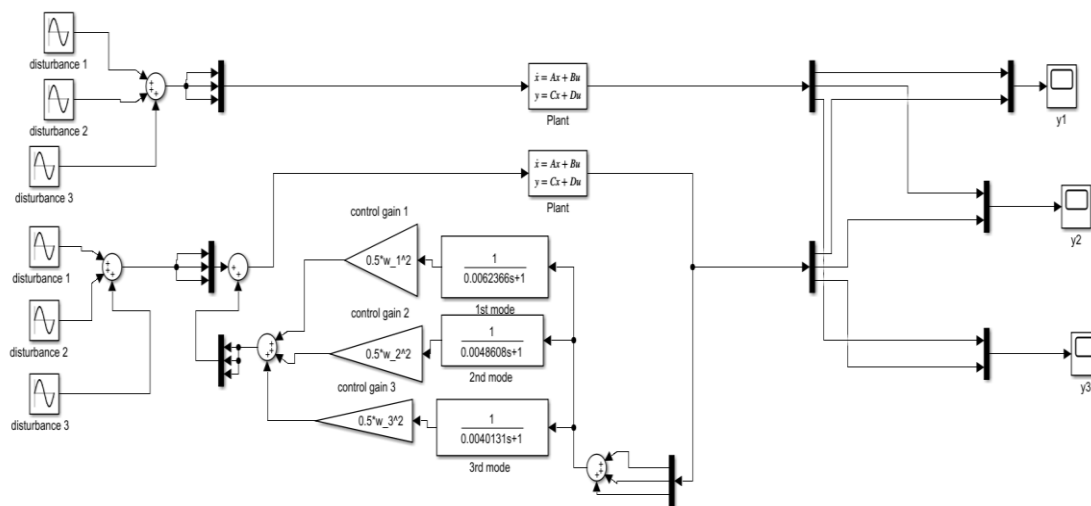 disturbance 1
disturbance 2
disturbance 3
ẋ = Ax + Bu
y = Cx + Du
Plant
y1
ẋ = Ax + Bu
y = Cx + Du
Plant
y2
disturbance 1
disturbance 2
disturbance 3
control gain 1
0.5*w_1^2
1
0.0062366s+1
1st mode
control gain 2
0.5*w_2^2
1
0.0048608s+1
2nd mode
control gain 3
0.5*w_3^2
1
0.0040131s+1
3rd mode
y3